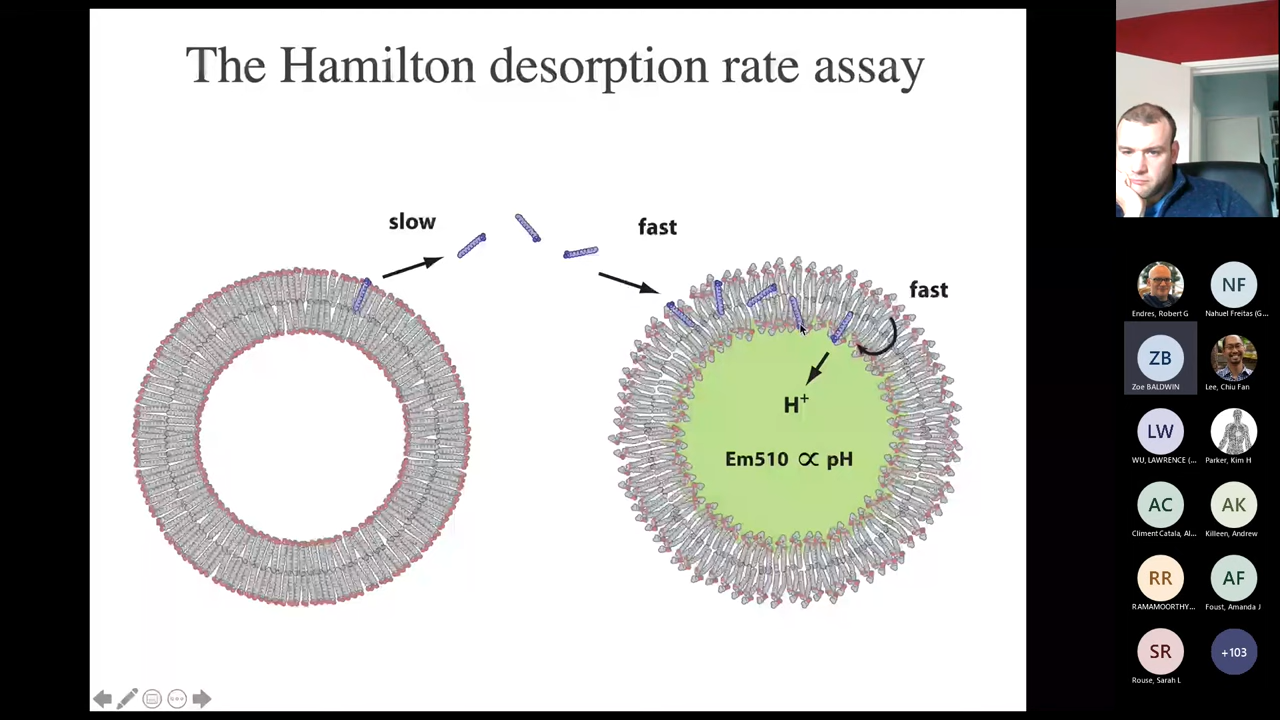 The Hamilton desorption rate assay
slow
fast
fast
H+
Em510 ∝ pH
Endres, Robert G
NF
Nahuel Freitas (G...
ZB
Zoe BALDWIN
Lee, Chiu Fan
LW
WU, LAWRENCE (...
Parker, Kim H
AC
Climent Catala, Al...
AK
Killeen, Andrew
RR
RAMAMOORTHY...
AF
Foust, Amanda J
SR
Rouse, Sarah L
+103